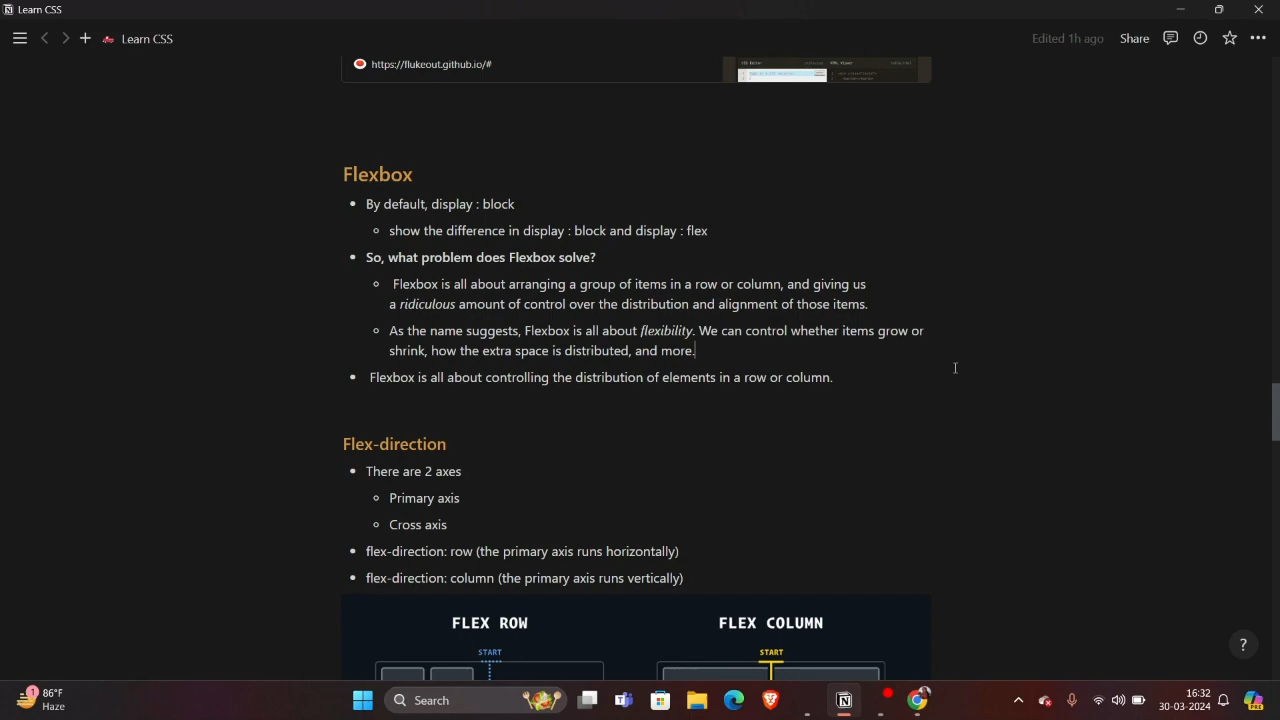 Learn CSS
Learn CSS
Edited 1h ago
Share
https://flukeout.github.io/#
Flexbox
By default, display : block
show the difference in display : block and display : flex
So, what problem does Flexbox solve?
Flexbox is all about arranging a group of items in a row or column, and giving us
a ridiculous amount of control over the distribution and alignment of those items.
As the name suggests, Flexbox is all about flexibility. We can control whether items grow or
shrink, how the extra space is distributed, and more.
Flexbox is all about controlling the distribution of elements in a row or column.
Flex-direction
There are 2 axes
Primary axis
Cross axis
flex-direction: row (the primary axis runs horizontally)
flex-direction: column (the primary axis runs vertically)
FLEX ROW
FLEX COLUMN
START
START
?
1
86°F
Haze
Search
16:32
30-03-2024